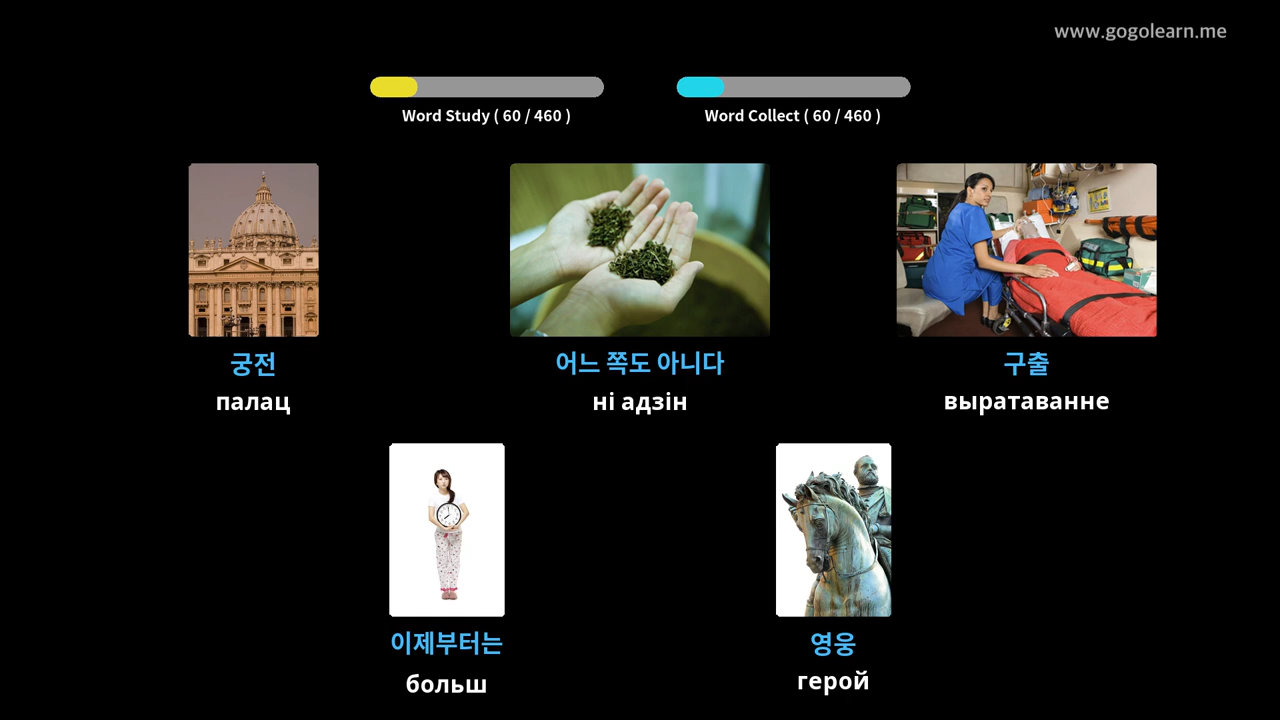 www.gogolearn.me
Word Study ( 60 / 460 )
Word Collect ( 60 / 460 )
궁전
палац
어느 쪽도 아니다
ні адзін
구출
выратаванне
이제부터는
больш
영웅
герой